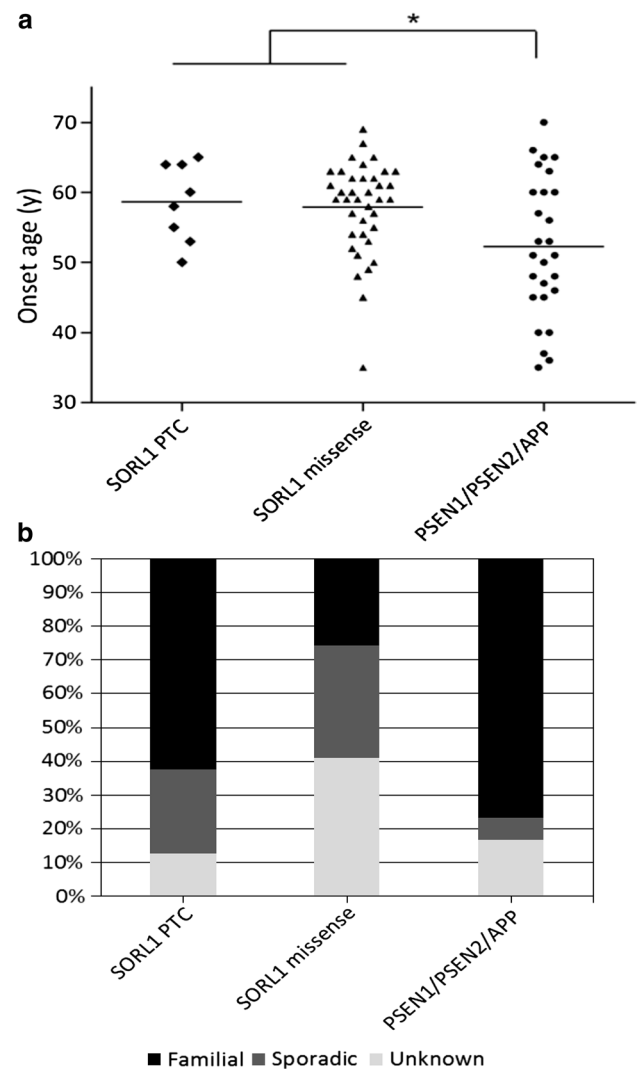 a
*
Onset age (y)
70
60
50
40
30
SORL1 PTC
SORL1 missense
PSEN1/PSEN2/APP
b
100%
90%
80%
70%
60%
50%
40%
30%
20%
10%
0%
SORL1 PTC
SORL1 missense
PSEN1/PSEN2/APP
Familial Sporadic Unknown